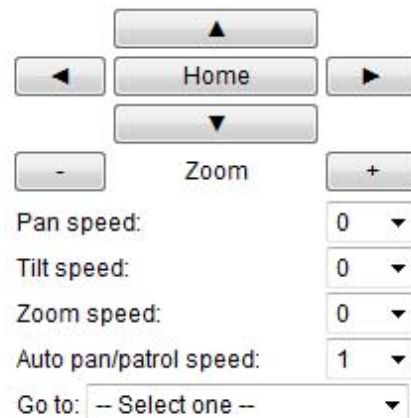 ▲
◄ Home ►
▼
- Zoom +
Pan speed: 0
Tilt speed: 0
Zoom speed: 0
Auto pan/patrol speed: 1
Go to: -- Select one --